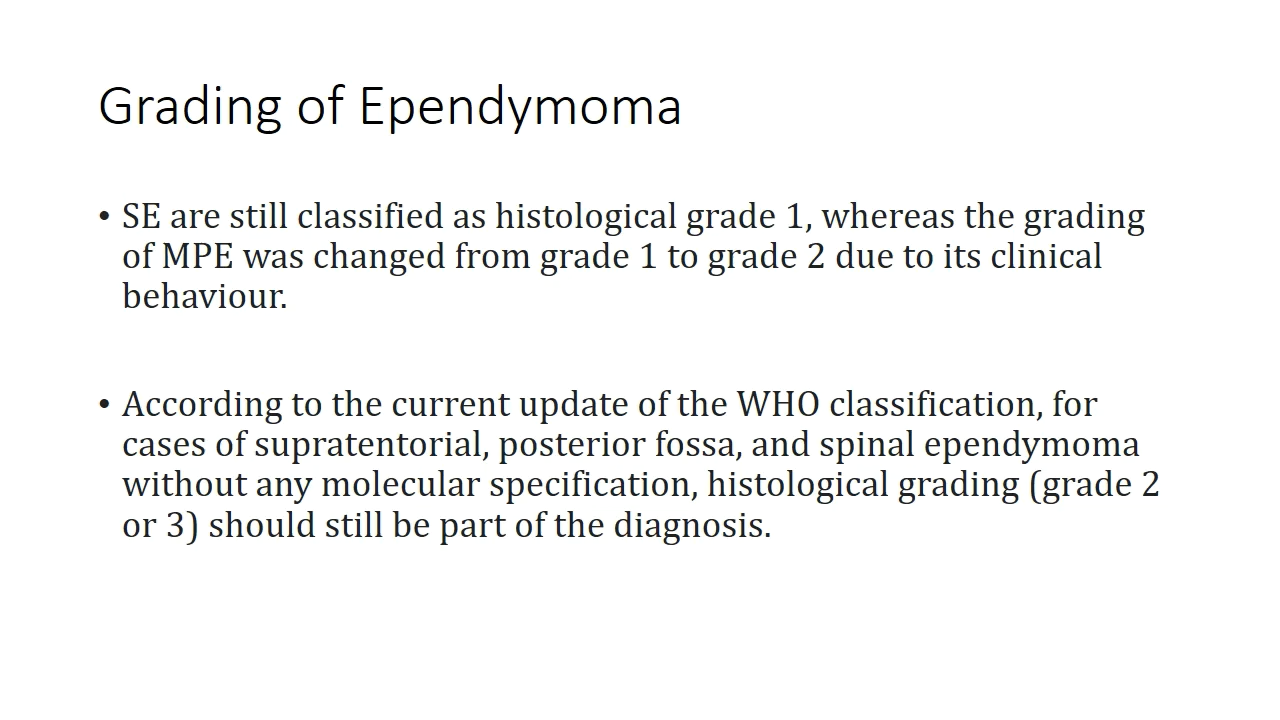 Grading of Ependymoma
• SE are still classified as histological grade 1, whereas the grading
of MPE was changed from grade 1 to grade 2 due to its clinical
behaviour.
• According to the current update of the WHO classification, for
cases of supratentorial, posterior fossa, and spinal ependymoma
without any molecular specification, histological grading (grade 2
or 3) should still be part of the diagnosis.